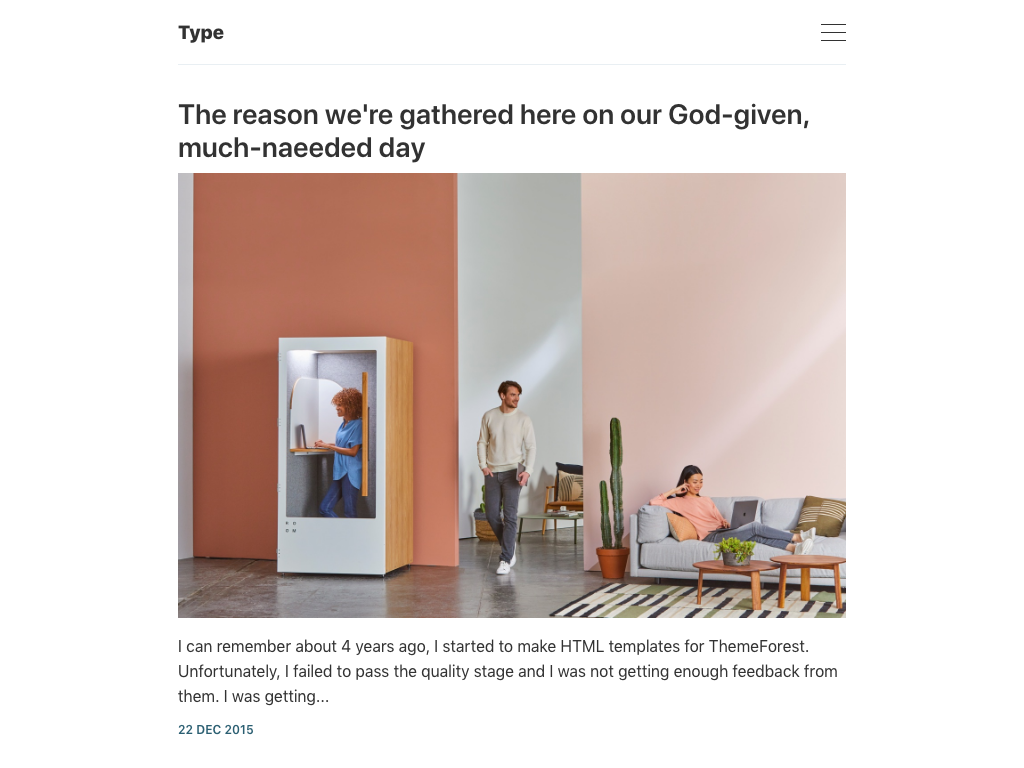 Type
The reason we're gathered here on our God-given,
much-naeeded day
I can remember about 4 years ago, I started to make HTML templates for ThemeForest.
Unfortunately, I failed to pass the quality stage and I was not getting enough feedback from
them. I was getting...
22 DEC 2015